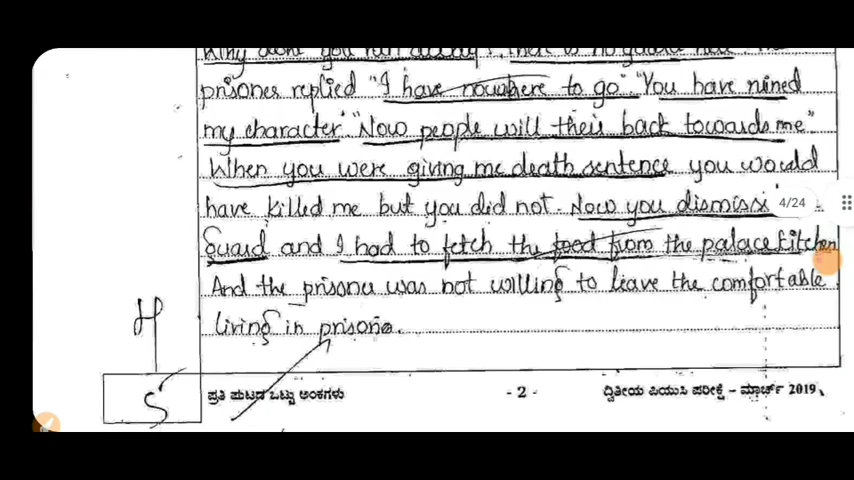 prisones replied "I have nowhere to go" "You have ruined
my character" "Now people will their back towards me"
When you were giving me death sentence you would
have killed me but you did not. Now you dismiss
4/24
guard and I had to fetch the food from the palace kitchen
And the prisoner was not willing to leave the comfortable
living in prison.
5
ಪ್ರತಿ ಪುಟದ ಒಟ್ಟು ಅಂಕಗಳು - 2 - ದ್ವಿತೀಯ ಪಿಯುಸಿ ಪರೀಕ್ಷೆ – ಮಾರ್ಚ್ 2019